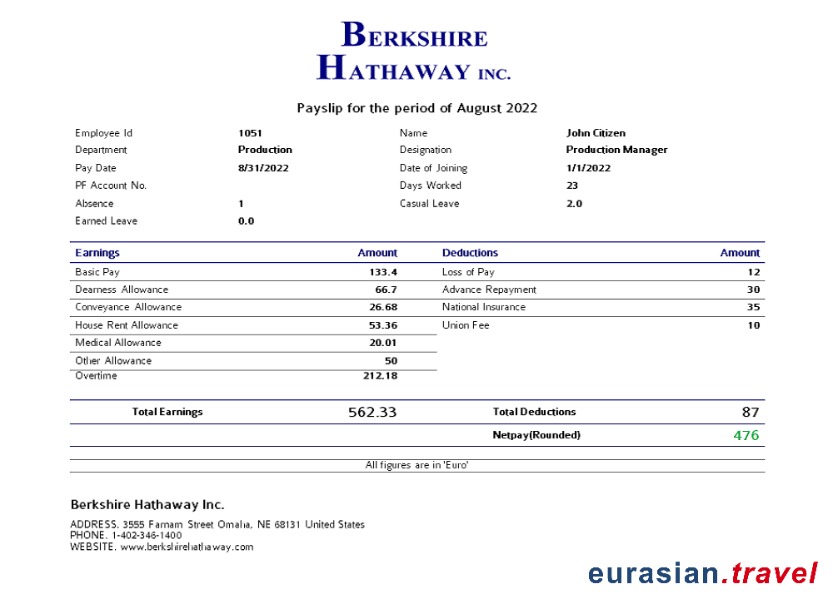 BERKSHIRE
HATHAWAY INC.
Payslip for the period of August 2022
Employee Id 1051 Name John Citizen
Department Production Designation Production Manager
Pay Date 8/31/2022 Date of Joining 1/1/2022
PF Account No. Days Worked 23
Absence 1 Casual Leave 2.0
Earned Leave 0.0
Earnings Amount Deductions Amount
Basic Pay 133.4 Loss of Pay 12
Dearness Allowance 66.7 Advance Repayment 30
Conveyance Allowance 26.68 National Insurance 35
House Rent Allowance 53.36 Union Fee 10
Medical Allowance 20.01
Other Allowance 50
Overtime 212.18
Total Earnings 562.33 Total Deductions 87
Netpay(Rounded) 476
All figures are in 'Euro'
Berkshire Hathaway Inc.
ADDRESS. 3555 Farnam Street Omaha, NE 68131 United States
PHONE. 1-402-346-1400
WEBSITE. www.berkshirehathaway.com
eurasian.travel